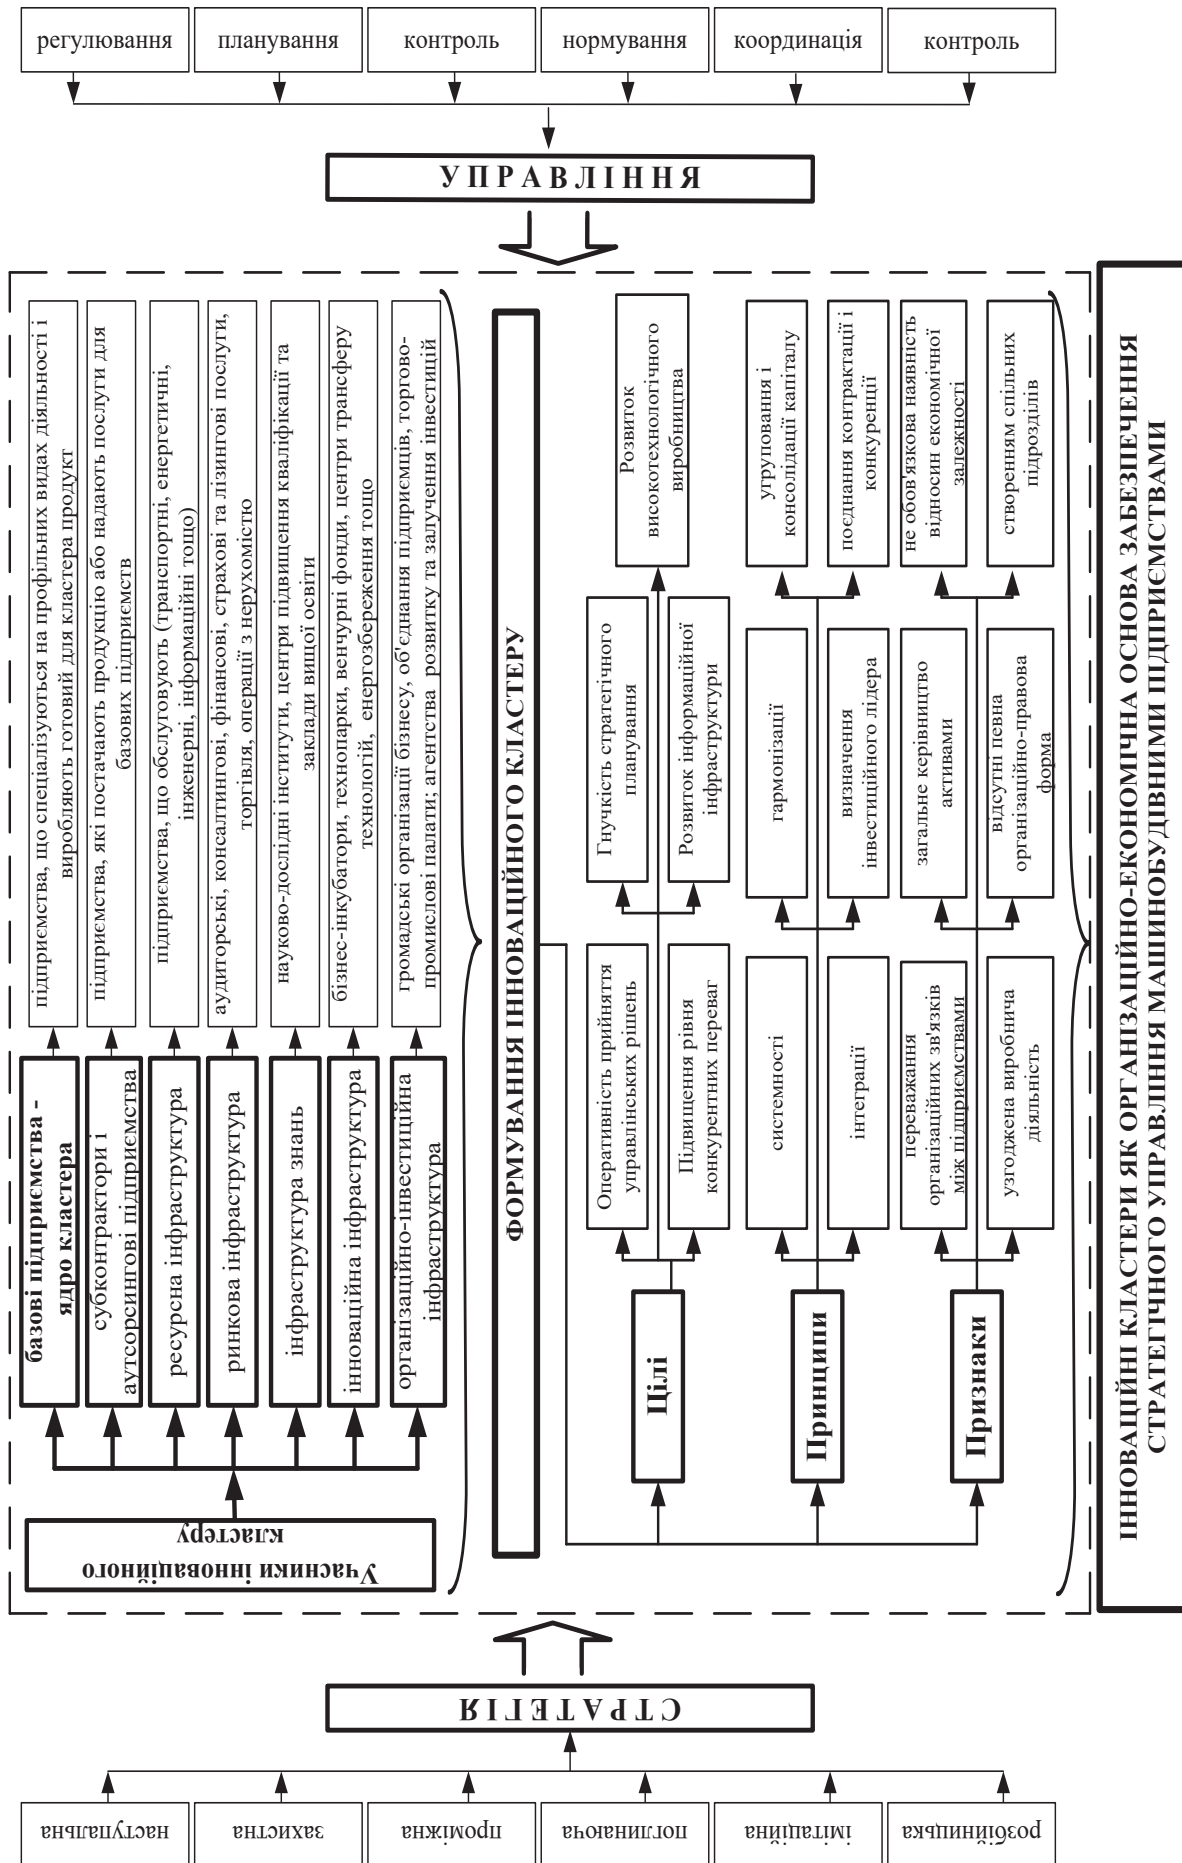 регулювання
планування
контроль
нормування
координація
контроль
УПРАВЛІННЯ
Учасники інноваційного
кластеру
базові підприємства -
ядро кластера
підприємства, що спеціалізуються на профільних видах діяльності і
виробляють готовий для кластера продукт
субконтрактори і
аутсорсингові підприємства
підприємства, які постачають продукцію або надають послуги для
базових підприємств
ресурсна інфраструктура
підприємства, що обслуговують (транспортні, енергетичні,
інженерні, інформаційні тощо)
ринкова інфраструктура
аудиторські, консалтингові, фінансові, страхові та лізингові послуги,
торгівля, операції з нерухомістю
інфраструктура знань
науково-дослідні інститути, центри підвищення кваліфікації та
заклади вищої освіти
інноваційна інфраструктура
бізнес-інкубатори, технопарки, венчурні фонди, центри трансферу
технологій, енергозбереження тощо
організаційно-інвестиційна
інфраструктура
громадські організації бізнесу, об'єднання підприємців, торгово-
промислові палати; агентства розвитку та залучення інвестицій
ФОРМУВАННЯ ІННОВАЦІЙНОГО КЛАСТЕРУ
Цілі
Оперативність прийняття
управлінських рішень
Підвищення рівня
конкурентних переваг
Гнучкість стратегічного
планування
Розвиток інформаційної
інфраструктури
Розвиток
високотехнологічного
виробництва
Принципи
системності
інтеграції
гармонізації
визначення
інвестиційного лідера
угруповання і
консолідації капіталу
поєднання контрактації і
конкуренції
Признаки
переважання
організаційних зв'язків
між підприємствами
узгоджена виробнича
діяльність
загальне керівництво
активами
відсутні певна
організаційно-правова
форма
не обов'язкова наявність
відносин економічної
залежності
створенням спільних
підрозділів
ІННОВАЦІЙНІ КЛАСТЕРИ ЯК ОРГАНІЗАЦІЙНО-ЕКОНОМІЧНА ОСНОВА ЗАБЕЗПЕЧЕННЯ
СТРАТЕГІЧНОГО УПРАВЛІННЯ МАШИНОБУДІВНИМИ ПІДПРИЄМСТВАМИ
СТРАТЕГІЯ
наступальна
захистна
проміжна
поглинаюча
імітаційна
розбійницька